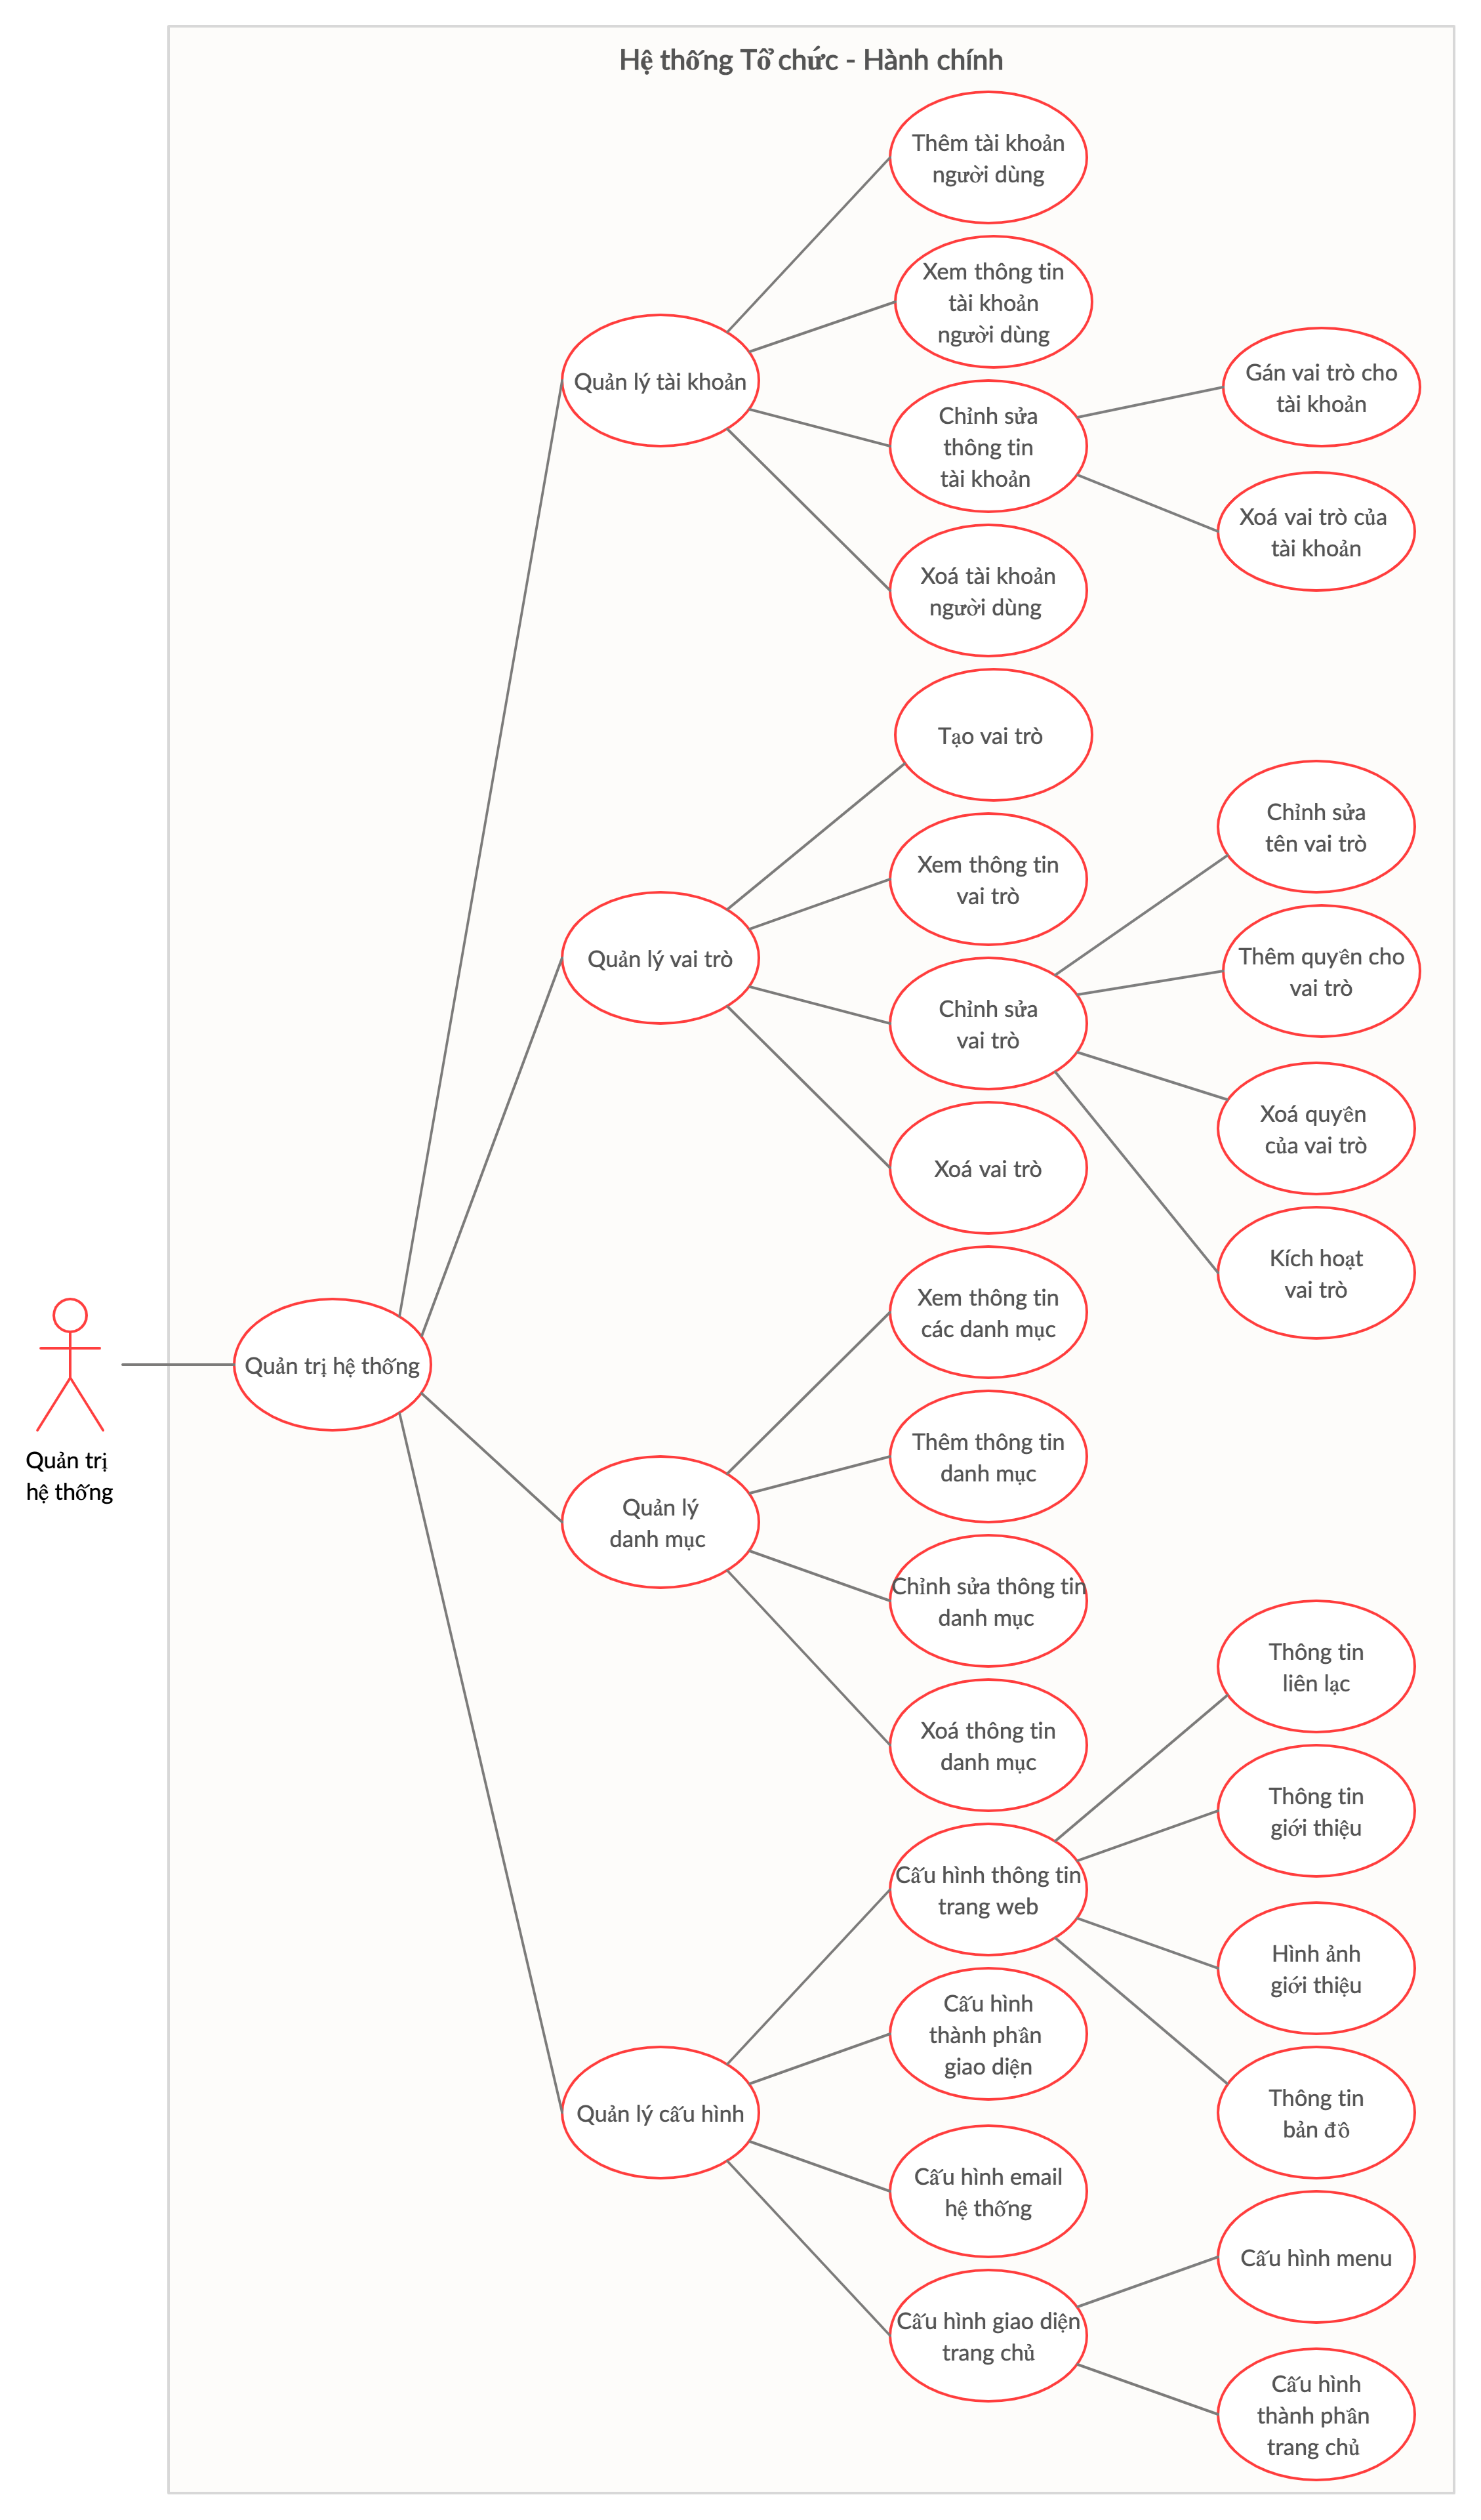 Hệ thống Tổ chức - Hành chính
Thêm tài khoản
người dùng
Xem thông tin
tài khoản
người dùng
Quản lý tài khoản
Chỉnh sửa
thông tin
tài khoản
Gán vai trò cho
tài khoản
Xoá vai trò của
tài khoản
Xoá tài khoản
người dùng
Tạo vai trò
Xem thông tin
vai trò
Quản lý vai trò
Chỉnh sửa
vai trò
Chỉnh sửa
tên vai trò
Thêm quyền cho
vai trò
Xoá quyền
của vai trò
Kích hoạt
vai trò
Xoá vai trò
Quản trị hệ thống
Quản trị
hệ thống
Xem thông tin
các danh mục
Thêm thông tin
danh mục
Quản lý
danh mục
Chỉnh sửa thông tin
danh mục
Xoá thông tin
danh mục
Cấu hình thông tin
trang web
Thông tin
liên lạc
Thông tin
giới thiệu
Hình ảnh
giới thiệu
Thông tin
bản đồ
Cấu hình
thành phần
giao diện
Quản lý cấu hình
Cấu hình email
hệ thống
Cấu hình giao diện
trang chủ
Cấu hình menu
Cấu hình
thành phần
trang chủ